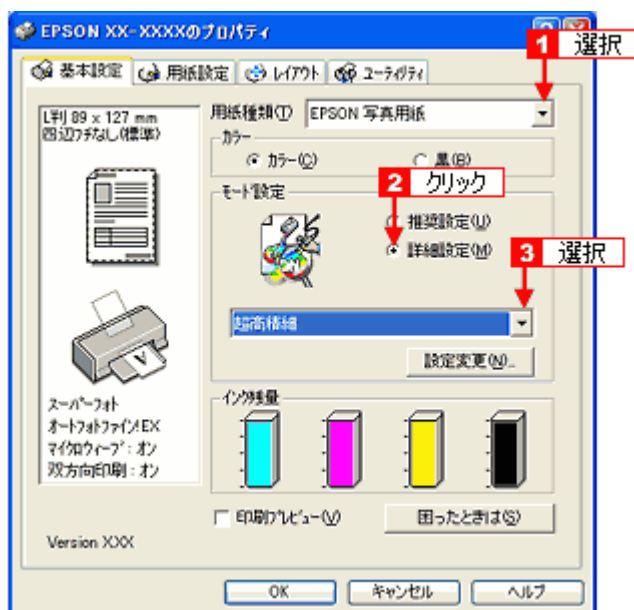 EPSON XX-XXXXのプロパティ
1 選択
基本設定 用紙設定 レイアウト ユーティリティ
L判 89 x 127 mm
四辺フチなし(標準)
用紙種類(T) EPSON 写真用紙
カラー
カラー(C) 黒(B)
2 クリック
モード設定
推奨設定(U)
詳細設定(M)
3 選択
超高精細
設定変更(N)...
スーパーフォト
オートフォトファイン!EX
マイクロウィーブ : オン
双方向印刷 : オン
インク残量
印刷プレビュー(V) 困ったときは(S)
Version XXX
OK キャンセル ヘルプ